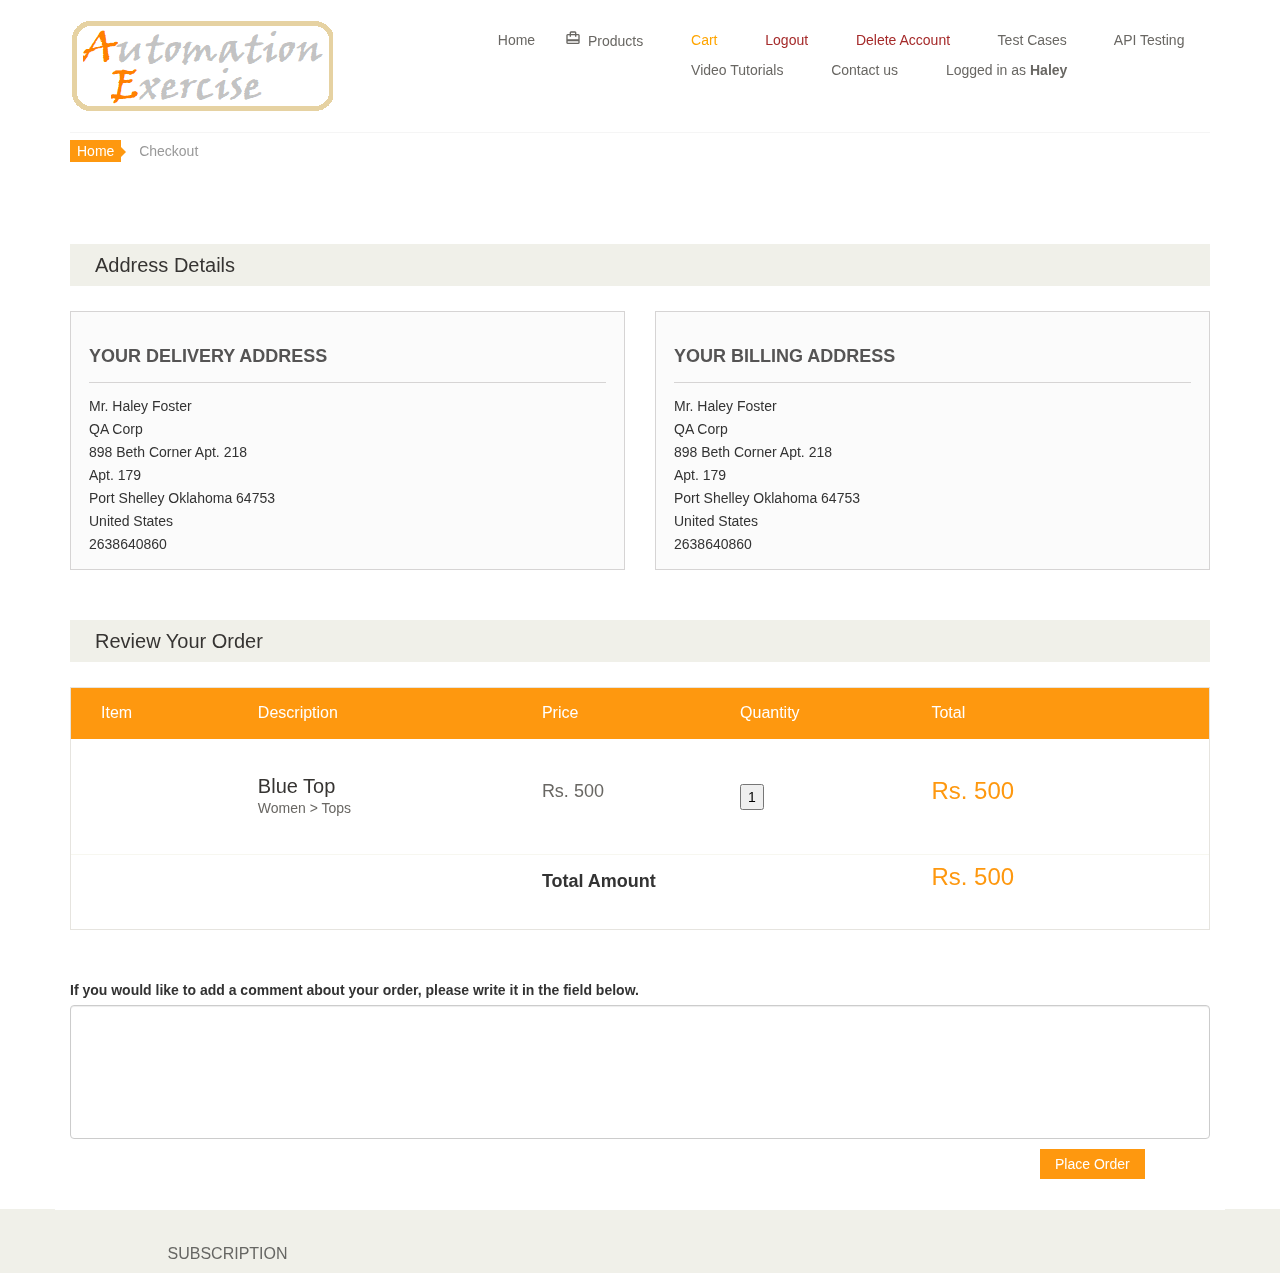 Automation
Exercise
Home
Products
Cart
Logout
Delete Account
Test Cases
API Testing
Video Tutorials
Contact us
Logged in as Haley
Home
Checkout
Address Details
YOUR DELIVERY ADDRESS
Mr. Haley Foster
QA Corp
898 Beth Corner Apt. 218
Apt. 179
Port Shelley Oklahoma 64753
United States
2638640860
YOUR BILLING ADDRESS
Mr. Haley Foster
QA Corp
898 Beth Corner Apt. 218
Apt. 179
Port Shelley Oklahoma 64753
United States
2638640860
Review Your Order
Item Description Price Quantity Total
Blue Top
Women > Tops
Rs. 500
1
Rs. 500
Total Amount
Rs. 500
If you would like to add a comment about your order, please write it in the field below.
Place Order
SUBSCRIPTION